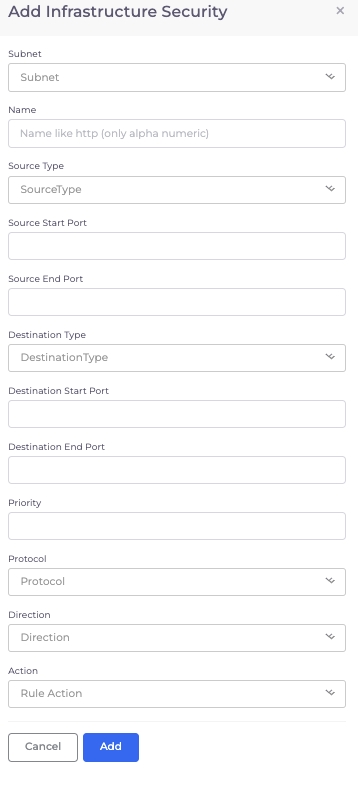 Add Infrastructure Security
×
Subnet
Subnet
Name
Name like http (only alpha numeric)
Source Type
SourceType
Source Start Port
Source End Port
Destination Type
DestinationType
Destination Start Port
Destination End Port
Priority
Protocol
Protocol
Direction
Direction
Action
Rule Action
Cancel
Add